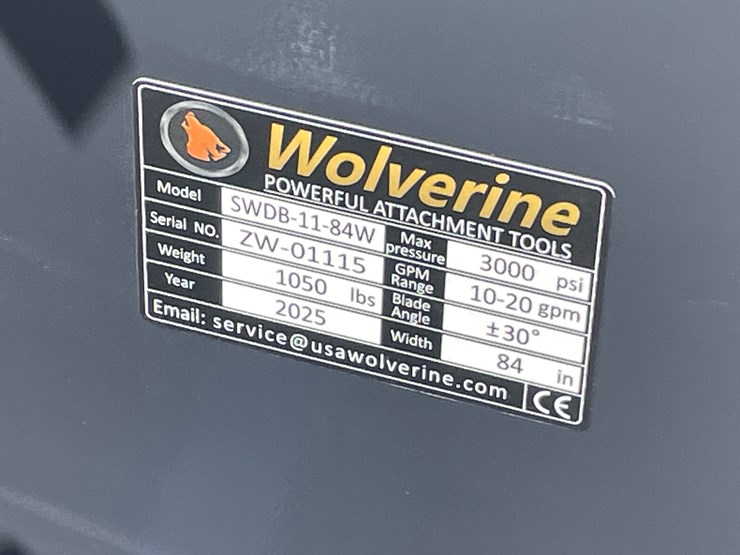 Wolverine
POWERFUL ATTACHMENT TOOLS
Model SWDB-11-84W Max pressure 3000 psi
Serial NO. ZW-01115 GPM Range 10-20 gpm
Weight 1050 lbs Blade Angle ±30°
Year 2025 Width 84 in
Email: service@usawolverine.com CE